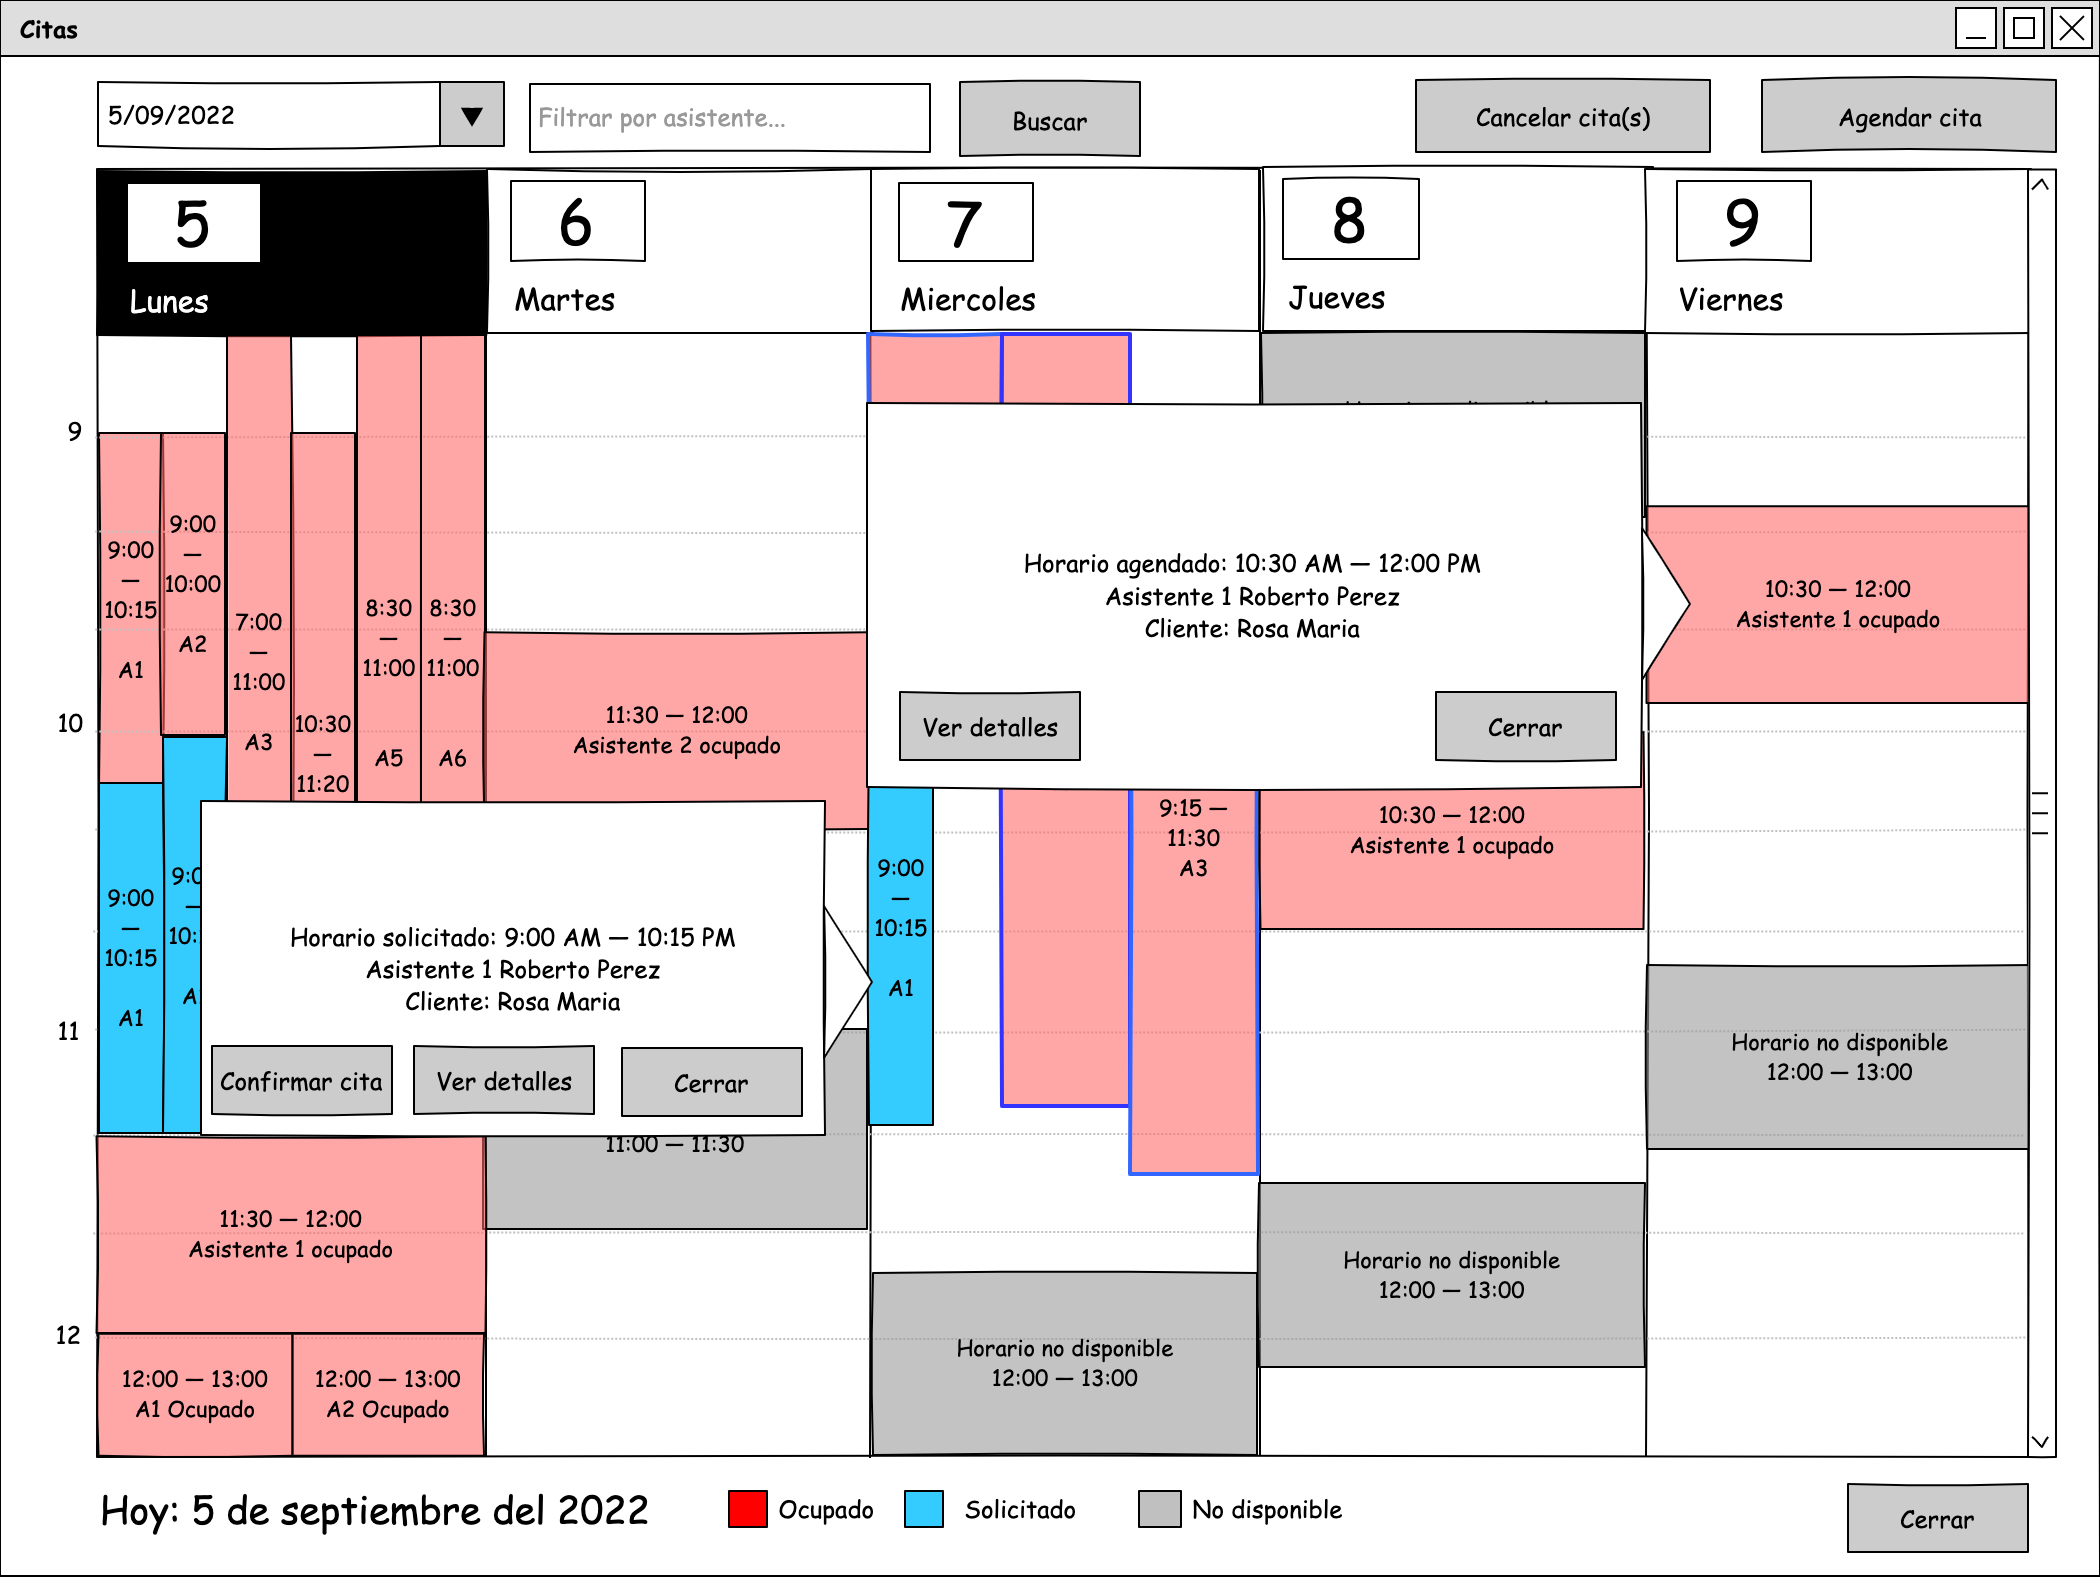 Citas
5/09/2022
Filtrar por asistente...
Buscar
Cancelar cita(s)
Agendar cita
5
Lunes
6
Martes
7
Miercoles
8
Jueves
9
Viernes
9
10
11
12
9:00
—
10:15
A1
9:00
—
10:00
A2
7:00
—
11:00
A3
10:30
—
11:20
8:30
—
11:00
A5
8:30
—
11:00
A6
9:00
—
10:15
A1
11:30 — 12:00
Asistente 1 ocupado
12:00 — 13:00
A1 Ocupado
12:00 — 13:00
A2 Ocupado
11:30 — 12:00
Asistente 2 ocupado
11:00 — 11:30
Horario solicitado: 9:00 AM — 10:15 PM
Asistente 1 Roberto Perez
Cliente: Rosa Maria
Confirmar cita
Ver detalles
Cerrar
Horario agendado: 10:30 AM — 12:00 PM
Asistente 1 Roberto Perez
Cliente: Rosa Maria
Ver detalles
Cerrar
9:00
—
10:15
A1
9:15 —
11:30
A3
Horario no disponible
12:00 — 13:00
10:30 — 12:00
Asistente 1 ocupado
Horario no disponible
12:00 — 13:00
10:30 — 12:00
Asistente 1 ocupado
Horario no disponible
12:00 — 13:00
Hoy: 5 de septiembre del 2022
Ocupado
Solicitado
No disponible
Cerrar